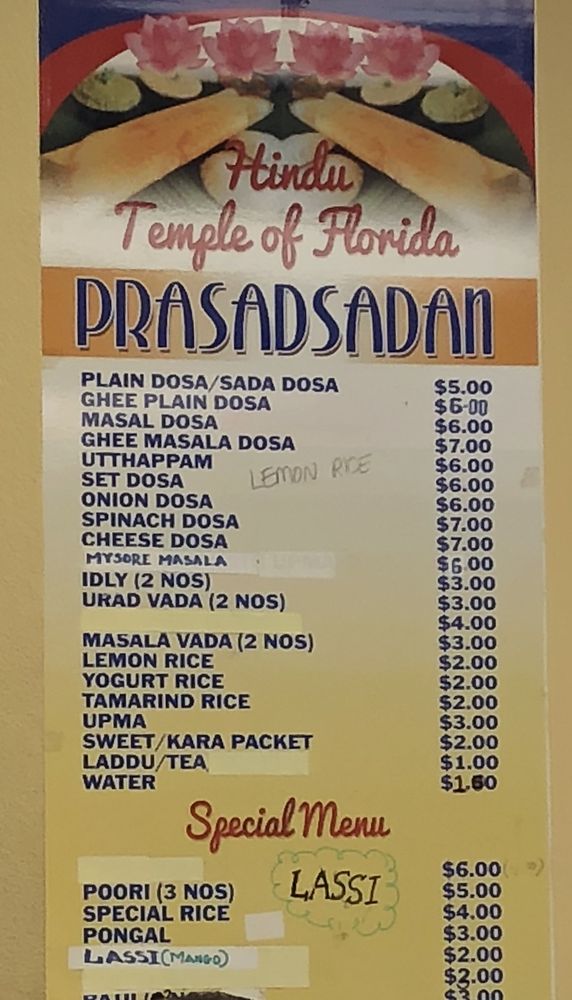 Hindu
Temple of Florida
PRASADSADAN
PLAIN DOSA/SADA DOSA $5.00
GHEE PLAIN DOSA $6-00
MASAL DOSA $6.00
GHEE MASALA DOSA $7.00
UTTHAPPAM $6.00
LEMON RICE
SET DOSA $6.00
ONION DOSA $6.00
SPINACH DOSA $7.00
CHEESE DOSA $7.00
MYSORE MASALA $6.00
IDLY (2 NOS) $3.00
URAD VADA (2 NOS) $3.00
$4.00
MASALA VADA (2 NOS) $3.00
LEMON RICE $2.00
YOGURT RICE $2.00
TAMARIND RICE $2.00
UPMA $3.00
SWEET/KARA PACKET $2.00
LADDU/TEA $1.00
WATER
Special Menu
$6.00
POORI (3 NOS) $5.00
LASSI
SPECIAL RICE $4.00
PONGAL $3.00
LASSI (MANGO) $2.00
$2.00
$3.00